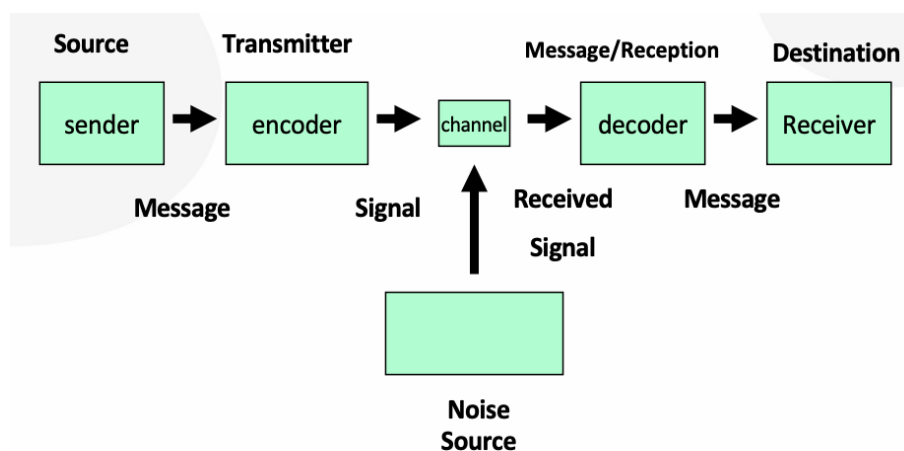 Source
Transmitter
Message/Reception
Destination
sender
encoder
channel
decoder
Receiver
Message
Signal
Received
Signal
Message
Noise
Source